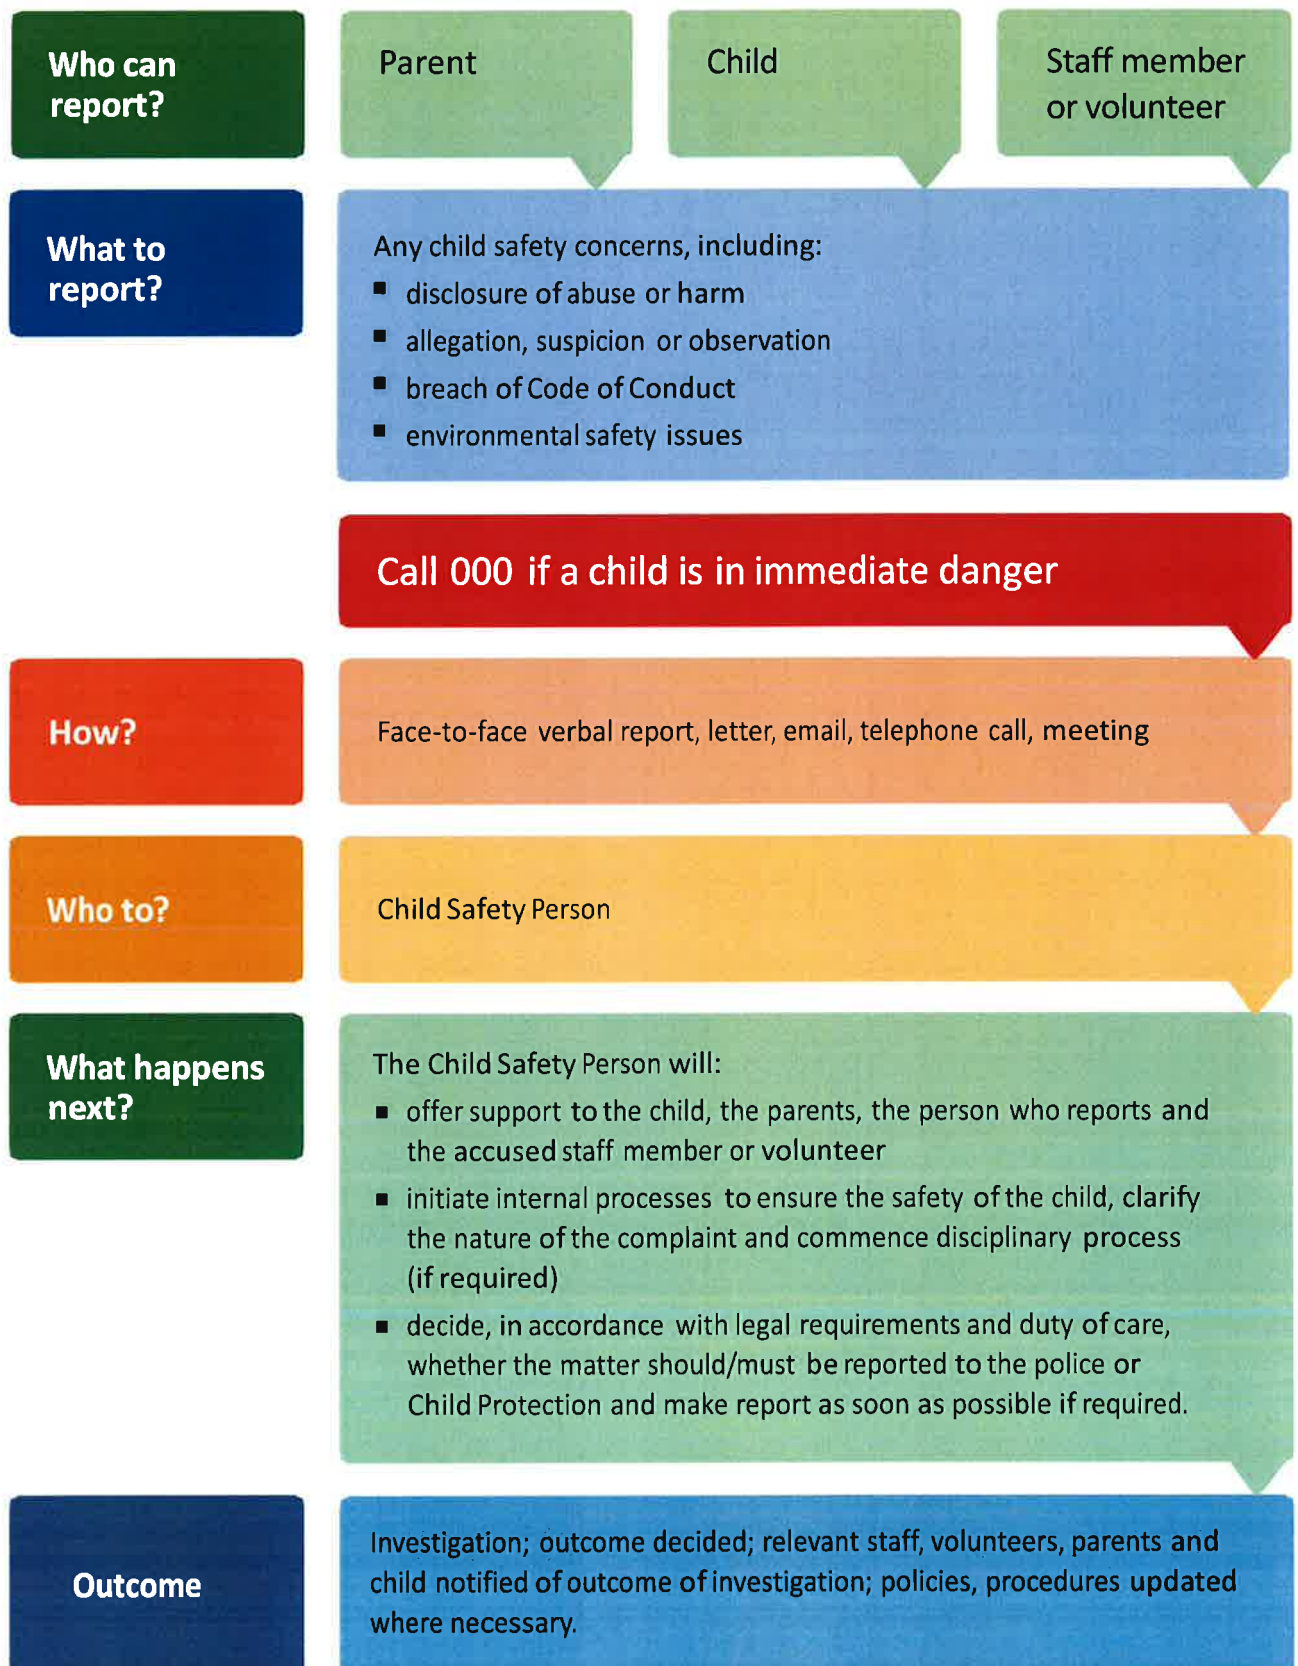 Who can
report?
Parent
Child
Staff member
or volunteer
What to
report?
Any child safety concerns, including:
▪ disclosure of abuse or harm
▪ allegation, suspicion or observation
▪ breach of Code of Conduct
▪ environmental safety issues
Call 000 if a child is in immediate danger
How?
Face-to-face verbal report, letter, email, telephone call, meeting
Who to?
Child Safety Person
What happens
next?
The Child Safety Person will:
▪ offer support to the child, the parents, the person who reports and
the accused staff member or volunteer
▪ initiate internal processes to ensure the safety of the child, clarify
the nature of the complaint and commence disciplinary process
(if required)
▪ decide, in accordance with legal requirements and duty of care,
whether the matter should/must be reported to the police or
Child Protection and make report as soon as possible if required.
Outcome
Investigation; outcome decided; relevant staff, volunteers, parents and
child notified of outcome of investigation; policies, procedures updated
where necessary.